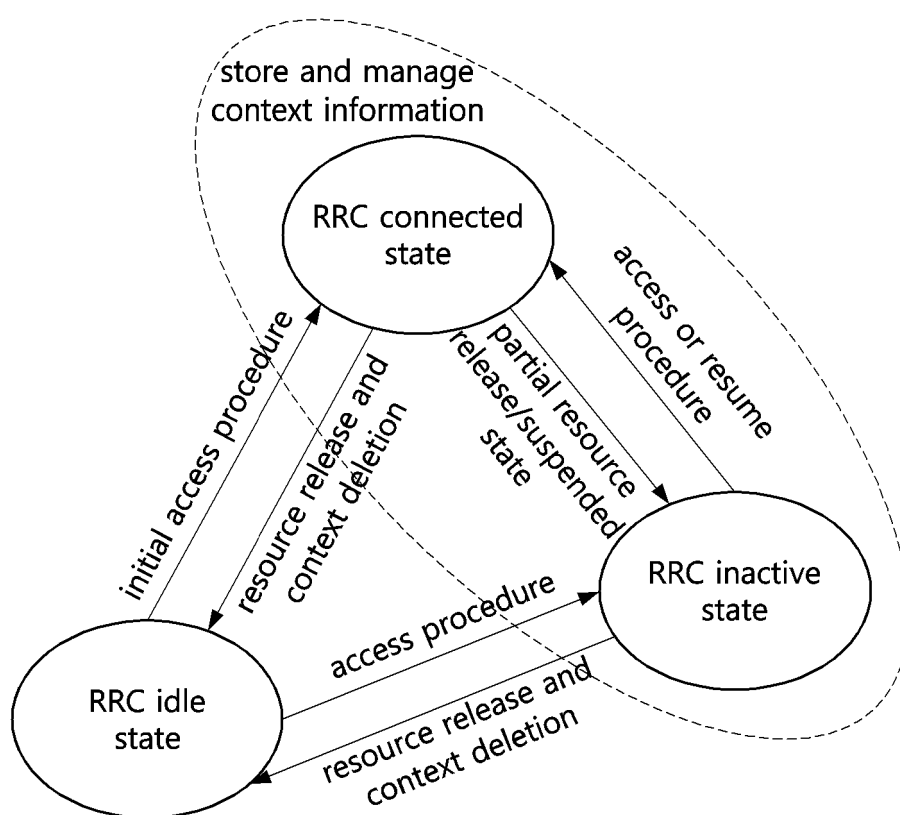 store and manage
context information
RRC connected
state
access or resume
procedure
partial resource
release/suspended
state
initial access procedure
resource release and
context deletion
RRC inactive
state
access procedure
RRC idle
state
resource release and
context deletion